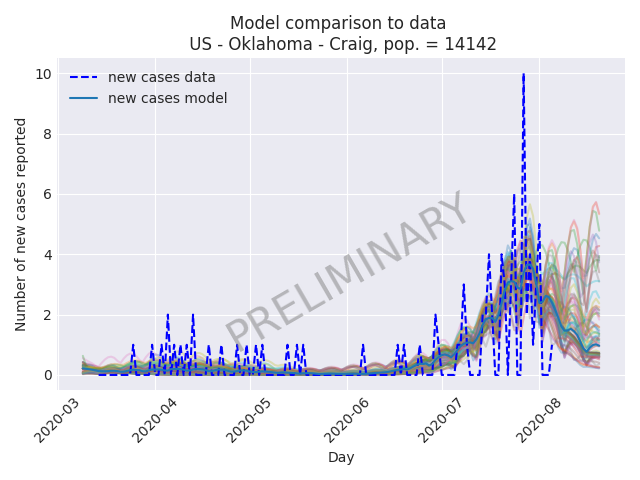 Model comparison to data
US - Oklahoma - Craig, pop. = 14142
new cases data
new cases model
PRELIMINARY
Number of new cases reported
10
8
6
4
2
0
2020-03
2020-04
2020-05
2020-06
2020-07
2020-08
Day